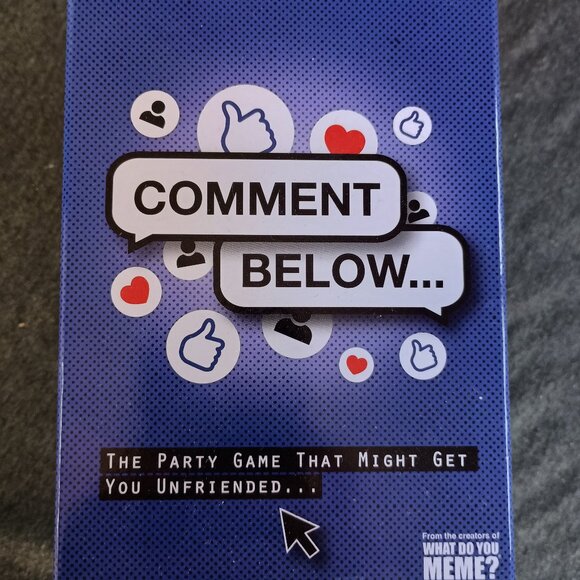 COMMENT
BELOW...
The Party Game That Might Get
You Unfriended...
From the creators of
WHAT DO YOU
MEME?